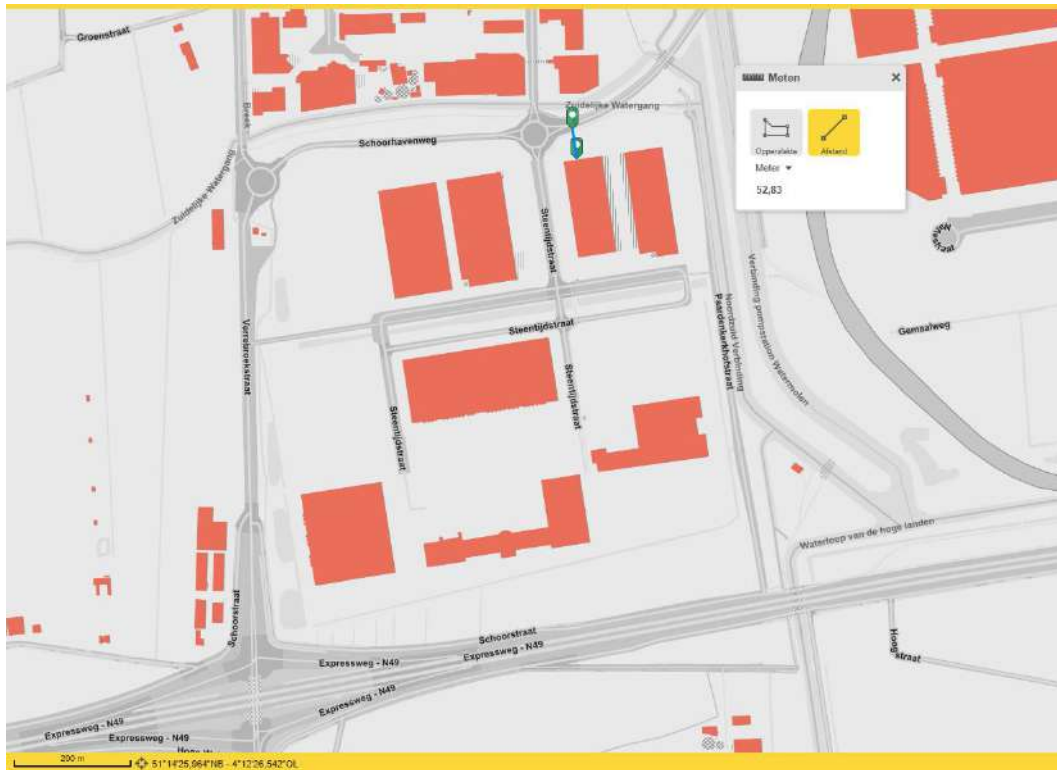 Groenstraat
Meten
Breek
Zuidelijke Watergang
Oppervlakte
Afstand
Schoorhavenweg
Meter
52,83
Zuidelijke Watergang
Steentijdstraat
Verrebroekstraat
Steentijdstraat
Noordzuid Verbinding
Paardenkerkhofstraat
Verbinding pompstation Watermolen
Gemaalweg
Steentijdstraat
Steentijdstraat
Waterloop van de hoge landen
Schoorstraat
Schoorstraat
Expressweg - N49
Expressweg - N49
Hoogstraat
Expressweg - N49
Expressweg - N49
Expressweg - N49
200 m
51°14'25,964"NB - 4°12'26,542"OL